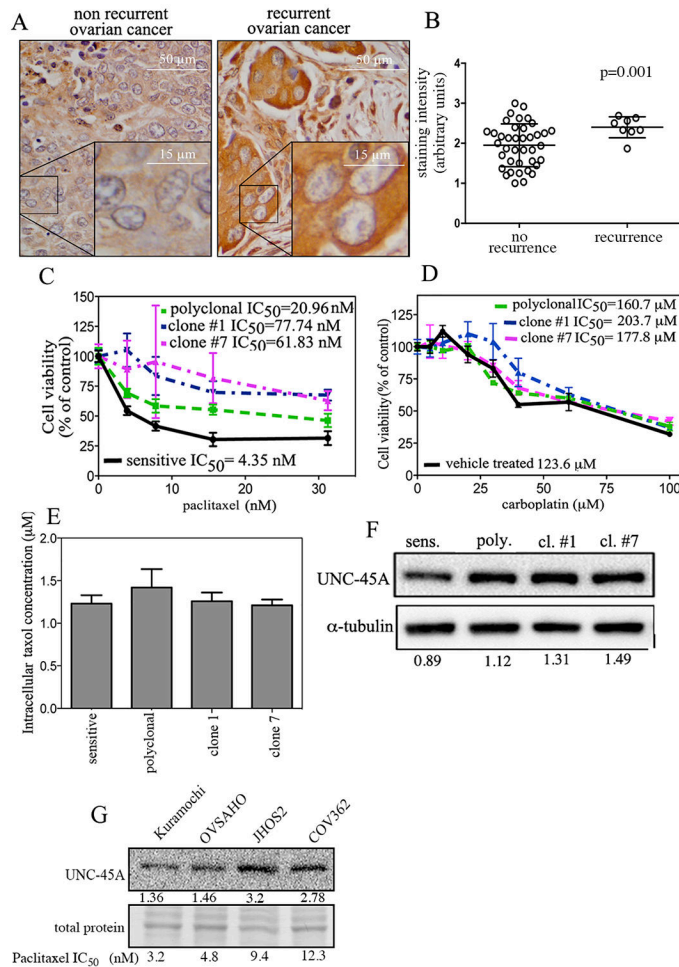 A
non recurrent
ovarian cancer
recurrent
ovarian cancer
50 µm
15 µm
50 µm
15 µm
B
p=0.001
staining intensity
(arbitrary units)
4
3
2
1
0
no
recurrence
recurrence
C
Cell viability
(% of control)
150
125
100
75
50
25
0
polyclonal IC50=20.96 nM
clone #1 IC50=77.74 nM
clone #7 IC50=61.83 nM
sensitive IC50= 4.35 nM
0 10 20 30
paclitaxel (nM)
D
Cell viability (% of control)
125
100
75
50
25
0
polyclonal IC50=160.7 µM
clone #1 IC50= 203.7 µM
clone #7 IC50= 177.8 µM
vehicle treated 123.6 µM
0 20 40 60 80 100
carboplatin (µM)
E
Intracellular taxol concentration (µM)
2.0
1.5
1.0
0.5
0.0
sensitive
polyclonal
clone 1
clone 7
F
sens. poly. cl. #1 cl. #7
UNC-45A
α-tubulin
0.89 1.12 1.31 1.49
G
Kuramochi OVSAHO JHOS2 COV362
UNC-45A
1.36 1.46 3.2 2.78
total protein
Paclitaxel IC50 (nM) 3.2 4.8 9.4 12.3